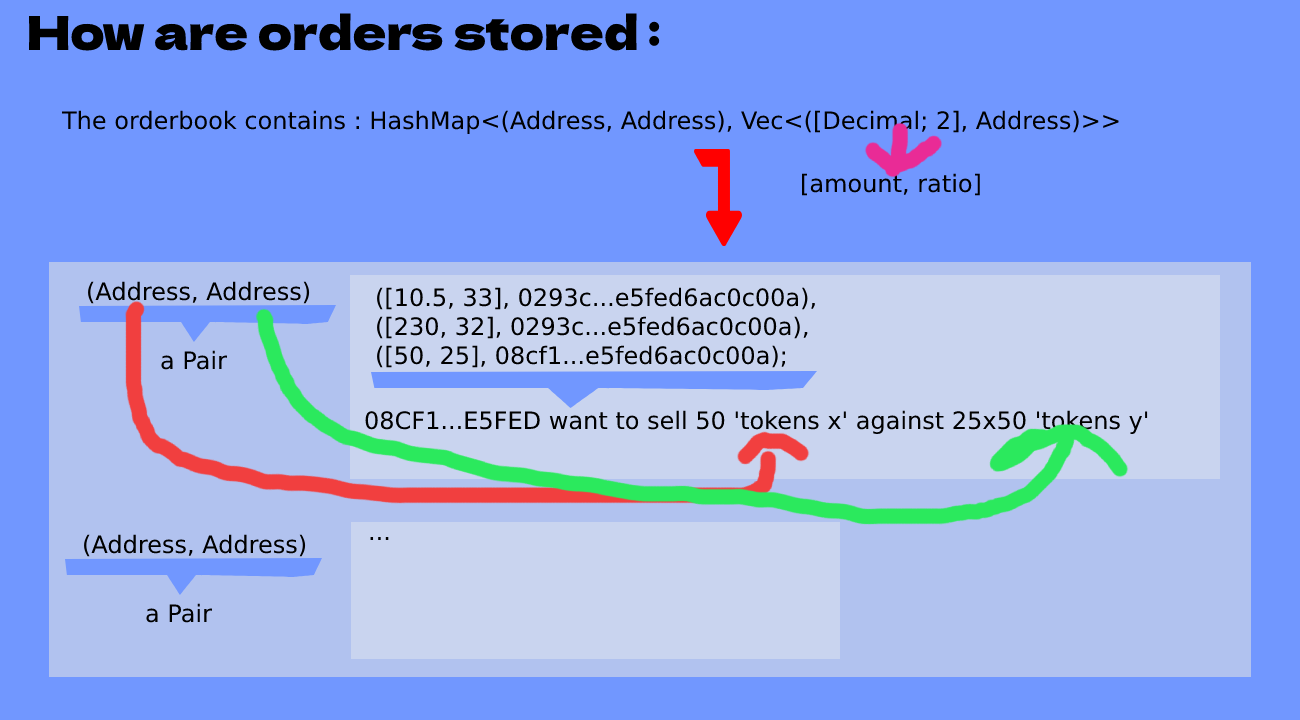 How are orders stored :
The orderbook contains : HashMap<(Address, Address), Vec<([Decimal; 2], Address)>>
[amount, ratio]
(Address, Address)
a Pair
([10.5, 33], 0293c...e5fed6ac0c00a),
([230, 32], 0293c...e5fed6ac0c00a),
([50, 25], 08cf1...e5fed6ac0c00a);
08CF1...E5FED want to sell 50 'tokens x' against 25x50 'tokens y'
(Address, Address)
a Pair
...